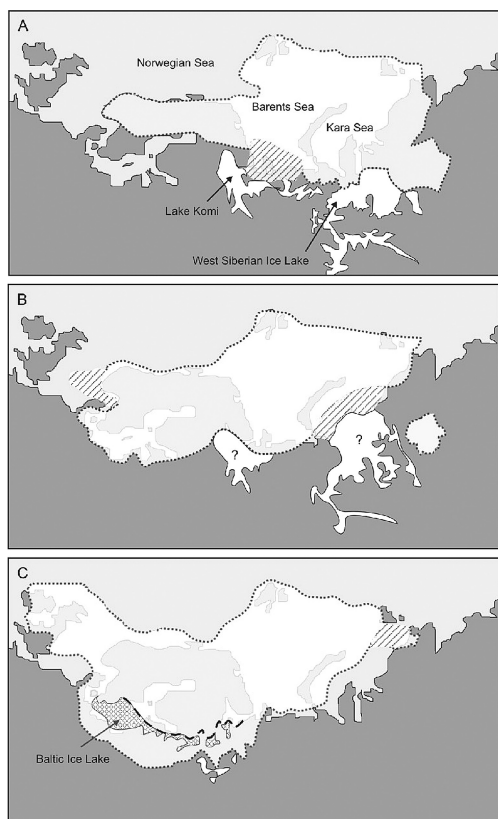 A
Norwegian Sea
Barents Sea
Kara Sea
Lake Komi
West Siberian Ice Lake
B
?
?
C
Baltic Ice Lake